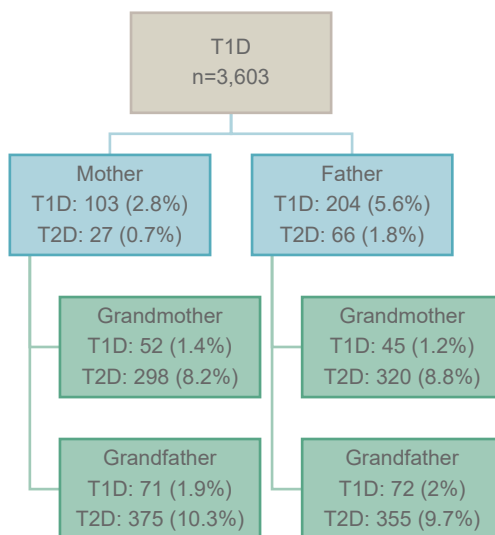 T1D
n=3,603
Mother
T1D: 103 (2.8%)
T2D: 27 (0.7%)
Father
T1D: 204 (5.6%)
T2D: 66 (1.8%)
Grandmother
T1D: 52 (1.4%)
T2D: 298 (8.2%)
Grandmother
T1D: 45 (1.2%)
T2D: 320 (8.8%)
Grandfather
T1D: 71 (1.9%)
T2D: 375 (10.3%)
Grandfather
T1D: 72 (2%)
T2D: 355 (9.7%)